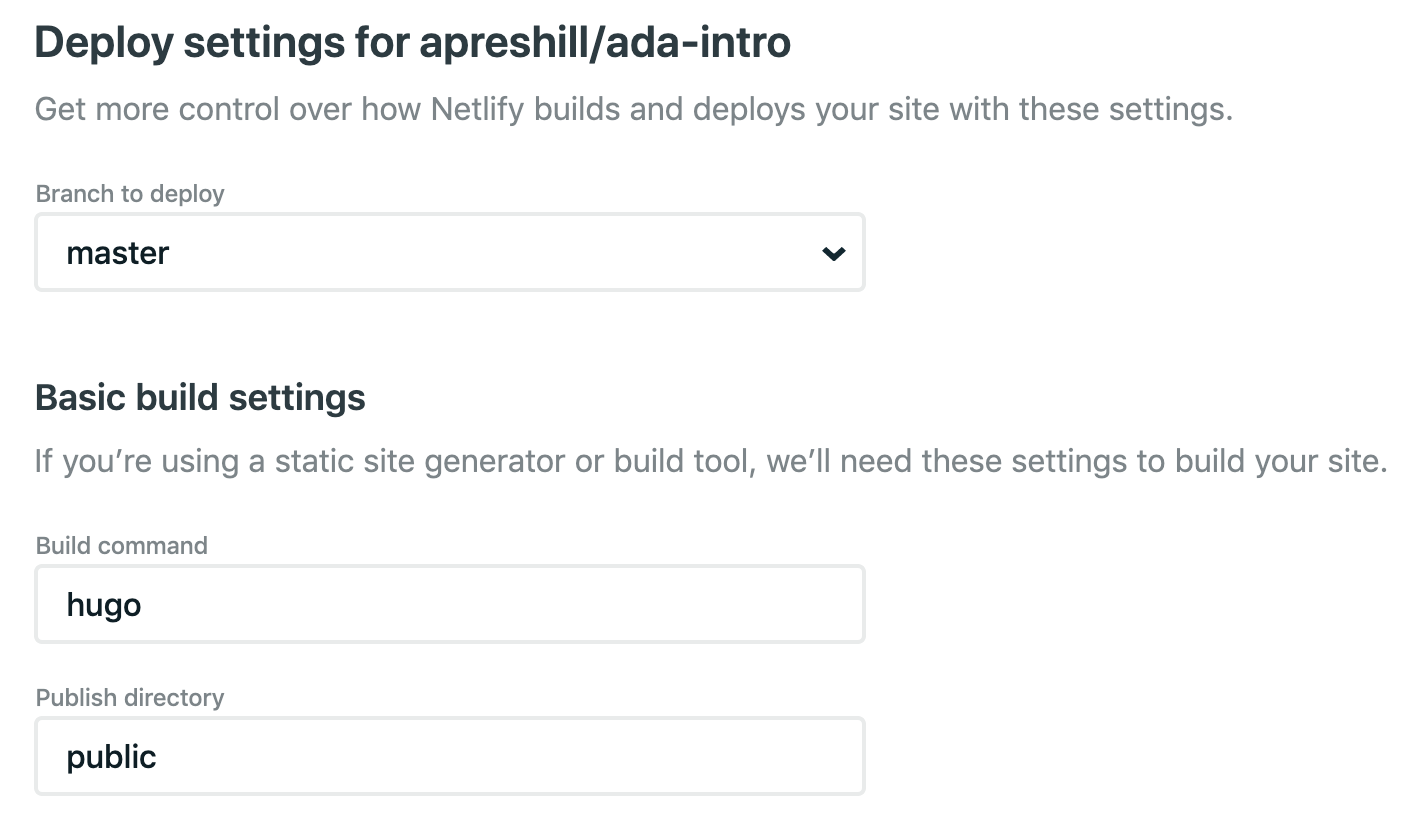 Deploy settings for apreshill/ada-intro
Get more control over how Netlify builds and deploys your site with these settings.
Branch to deploy
master
Basic build settings
If you’re using a static site generator or build tool, we’ll need these settings to build your site.
Build command
hugo
Publish directory
public